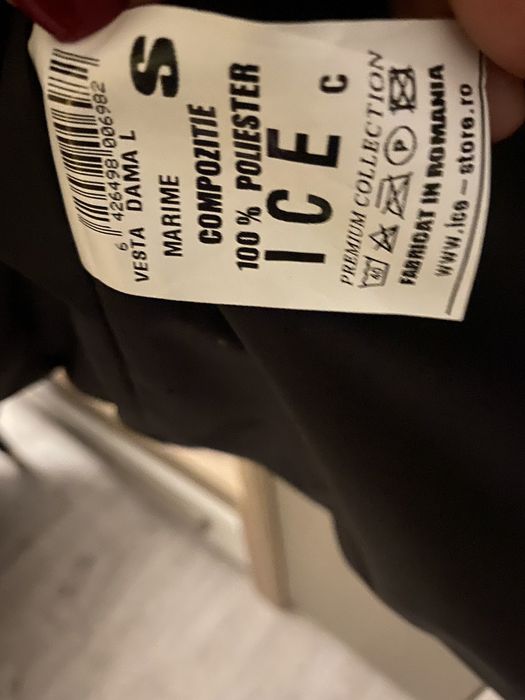 6 426498 006982
VESTA DAMA L
MARIME S
COMPOZITIE
100% POLIESTER
ICE C
PREMIUM COLLECTION
40 P
FABRICAT IN ROMANIA
www.ice-store.ro